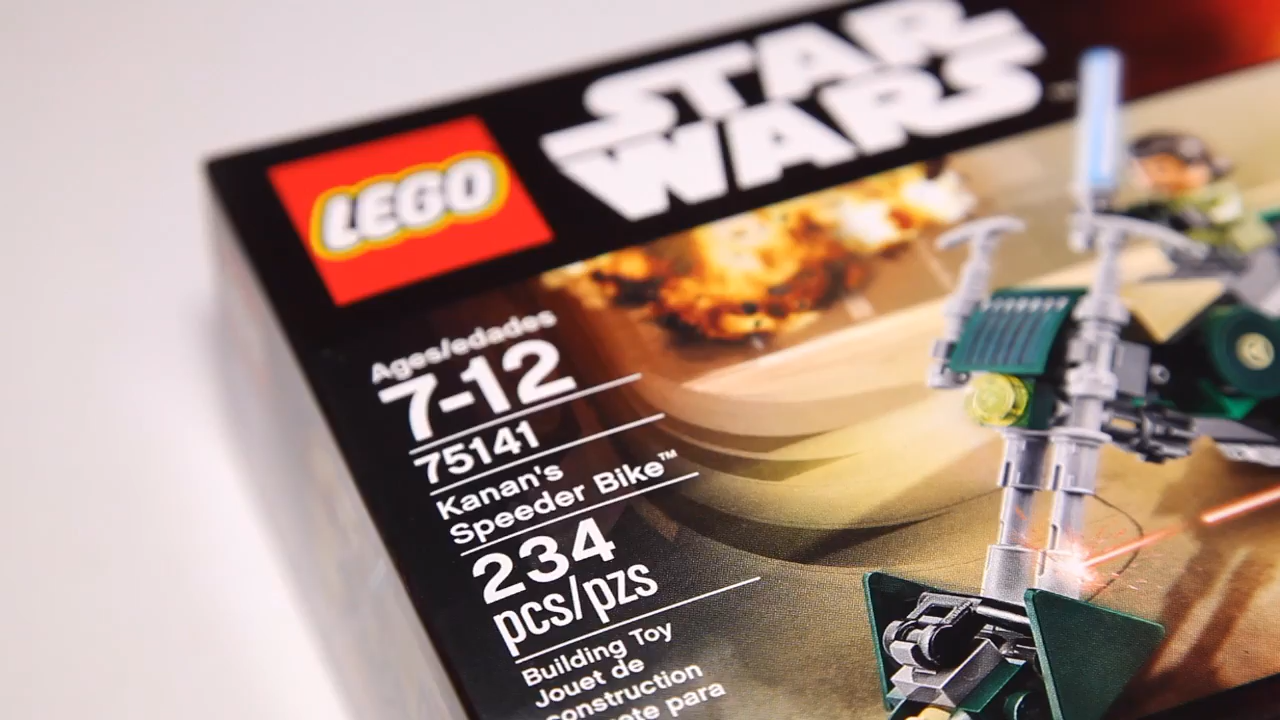 STAR
WARS
LEGO
Ages/edades
7-12
75141
Kanan's
Speeder Bike™
234
pcs/pzs
Building Toy
Jouet de
construction
para